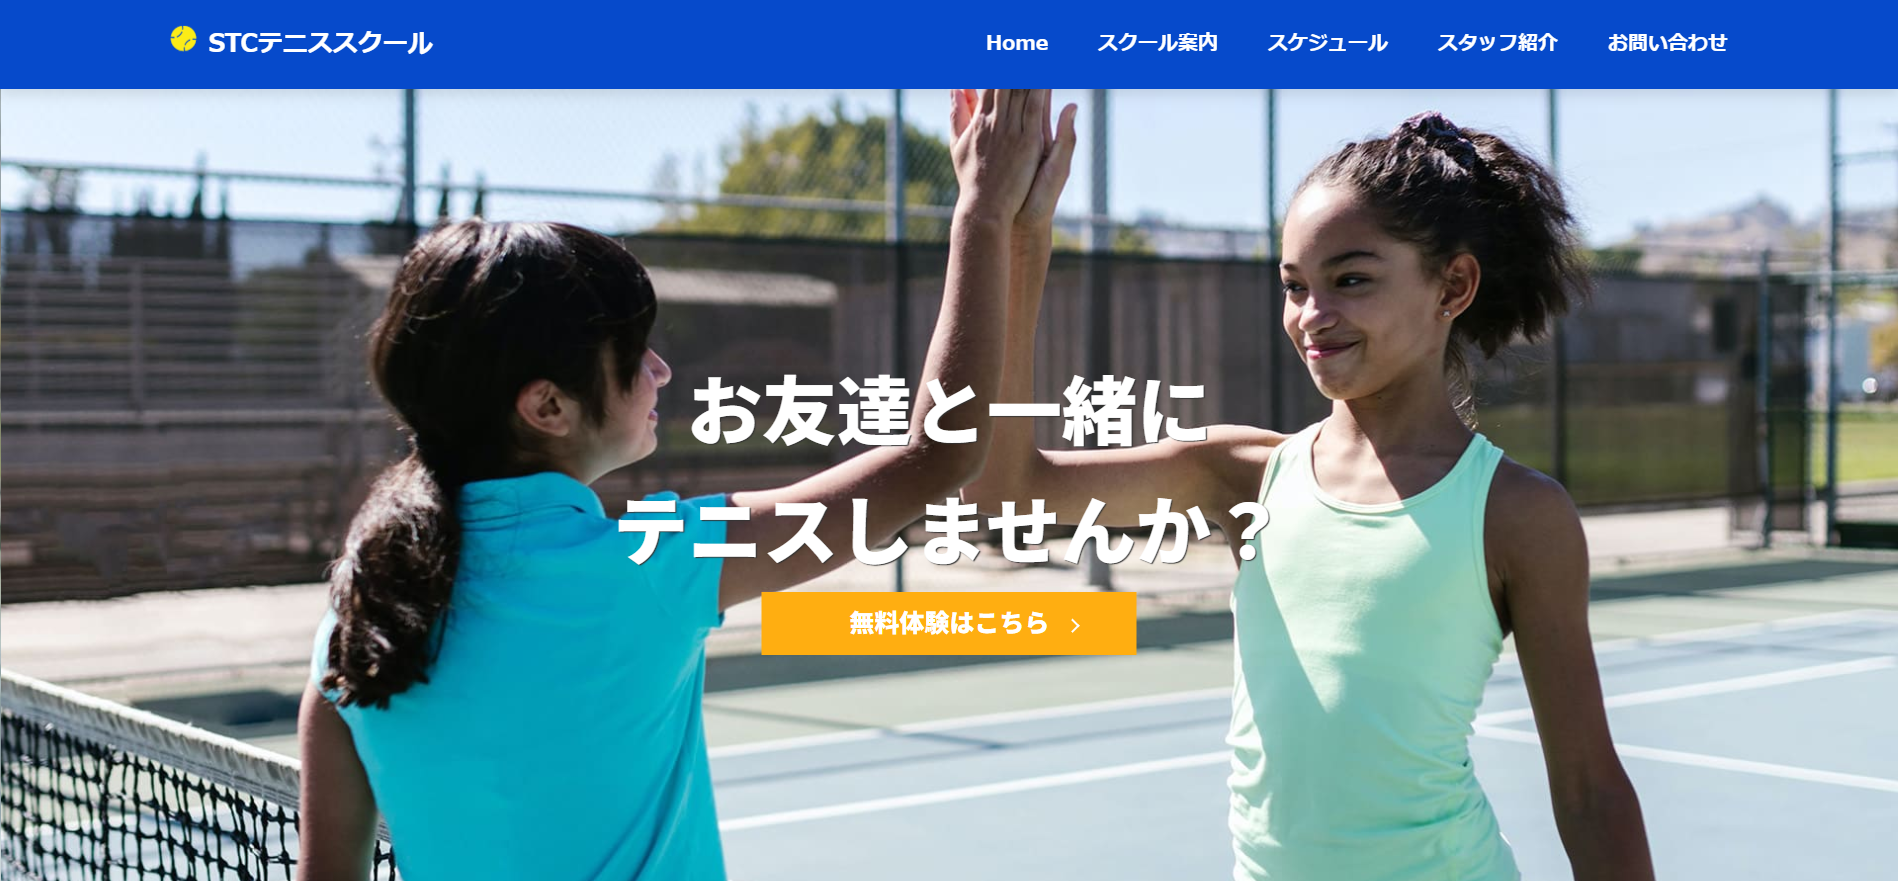 STCテニススクール
Home
スクール案内
スケジュール
スタッフ紹介
お問い合わせ
お友達と一緒に
テニスしませんか？
無料体験はこちら